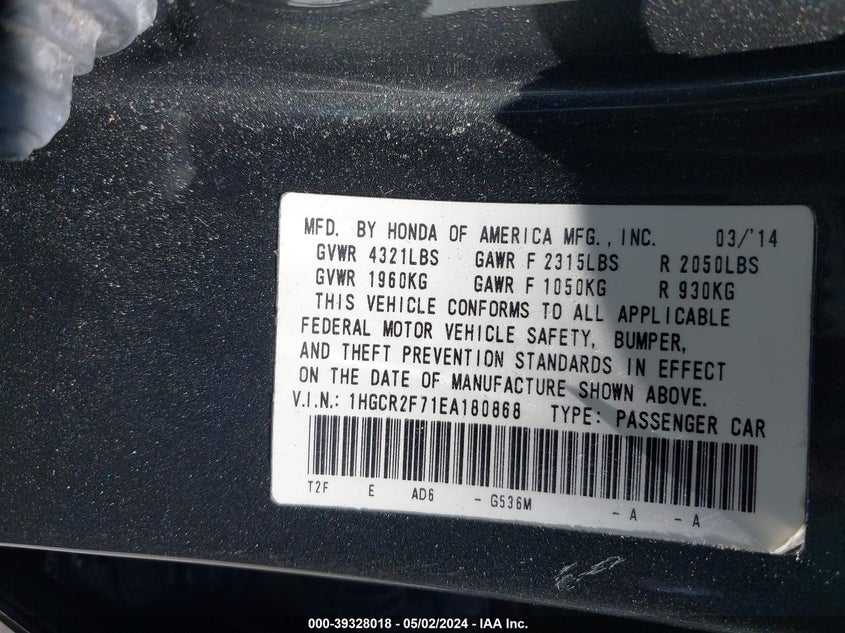 MFD. BY HONDA OF AMERICA MFG., INC. 03/'14
GVWR 4321LBS GAWR F 2315LBS R 2050LBS
GVWR 1960KG GAWR F 1050KG R 930KG
THIS VEHICLE CONFORMS TO ALL APPLICABLE
FEDERAL MOTOR VEHICLE SAFETY, BUMPER,
AND THEFT PREVENTION STANDARDS IN EFFECT
ON THE DATE OF MANUFACTURE SHOWN ABOVE.
V.I.N.: 1HGCR2F71EA180868 TYPE: PASSENGER CAR
T2F E AD6 - G536M - A - A
000-39328018 - 05/02/2024 - IAA Inc.